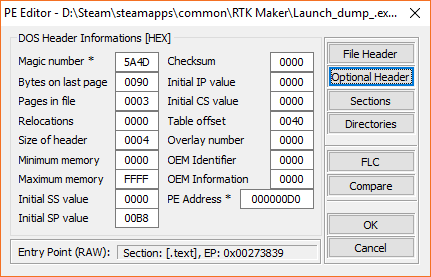 PE Editor - D:\Steam\steamapps\common\RTK Maker\Launch_dump_.ex...
DOS Header Informations [HEX]
Magic number * 5A4D Checksum 0000
Bytes on last page 0090 Initial IP value 0000
Pages in file 0003 Initial CS value 0000
Relocations 0000 Table offset 0040
Size of header 0004 Overlay number 0000
Minimum memory 0000 OEM Identifier 0000
Maximum memory FFFF OEM Information 0000
Initial SS value 0000 PE Address * 000000D0
Initial SP value 00B8
Entry Point (RAW): Section: [.text], EP: 0x00273839
File Header
Optional Header
Sections
Directories
FLC
Compare
OK
Cancel